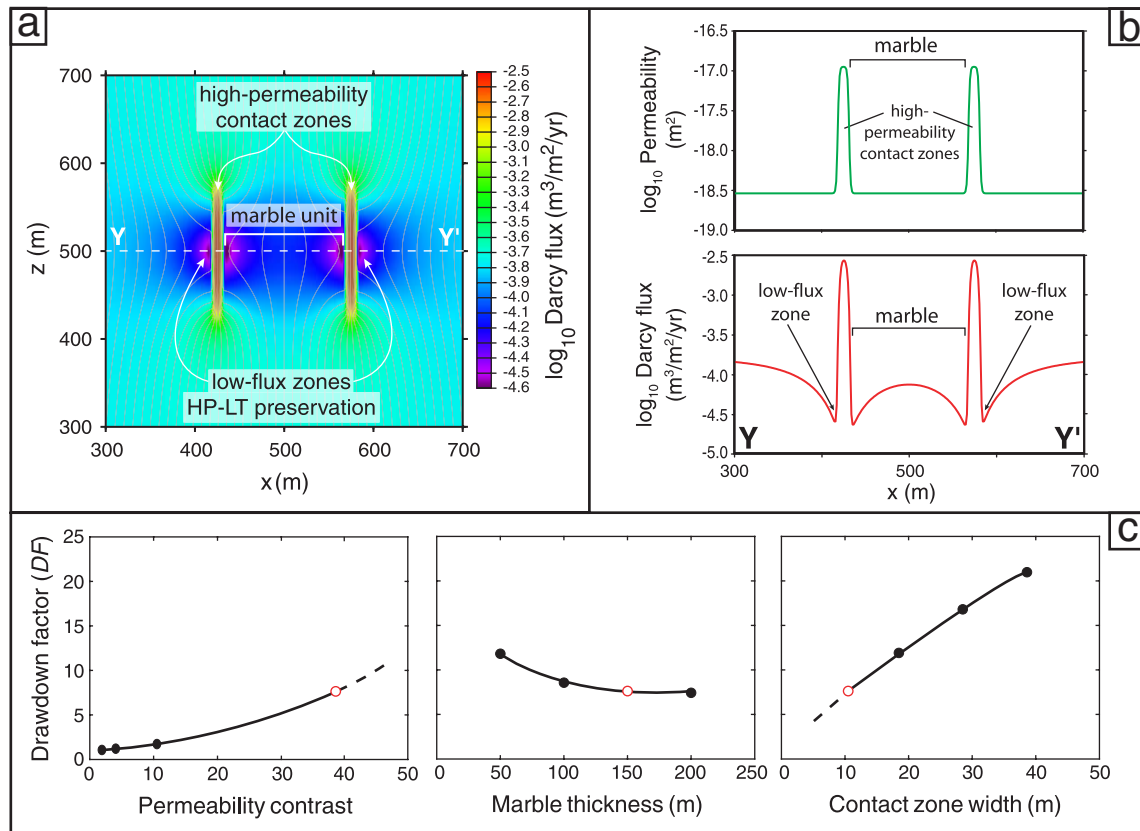 a
700
600
500
400
300
z (m)
300
400
500
600
700
x (m)
high-permeability
contact zones
marble unit
Y
Y'
low-flux zones
HP-LT preservation
-2.5
-2.6
-2.7
-2.8
-2.9
-3.0
-3.1
-3.2
-3.3
-3.4
-3.5
-3.6
-3.7
-3.8
-3.9
-4.0
-4.1
-4.2
-4.3
-4.4
-4.5
-4.6
log10 Darcy flux (m3/m2/yr)
b
-16.5
-17.0
-17.5
-18.0
-18.5
-19.0
log10 Permeability
(m2)
marble
high-
permeability
contact zones
-2.5
-3.0
-3.5
-4.0
-4.5
-5.0
log10 Darcy flux
(m3/m2/yr)
low-flux
zone
marble
low-flux
zone
Y
Y'
300
500
700
x (m)
c
25
20
15
10
5
0
Drawdown factor (DF)
0
10
20
30
40
50
Permeability contrast
0
50
100
150
200
250
Marble thickness (m)
0
10
20
30
40
50
Contact zone width (m)